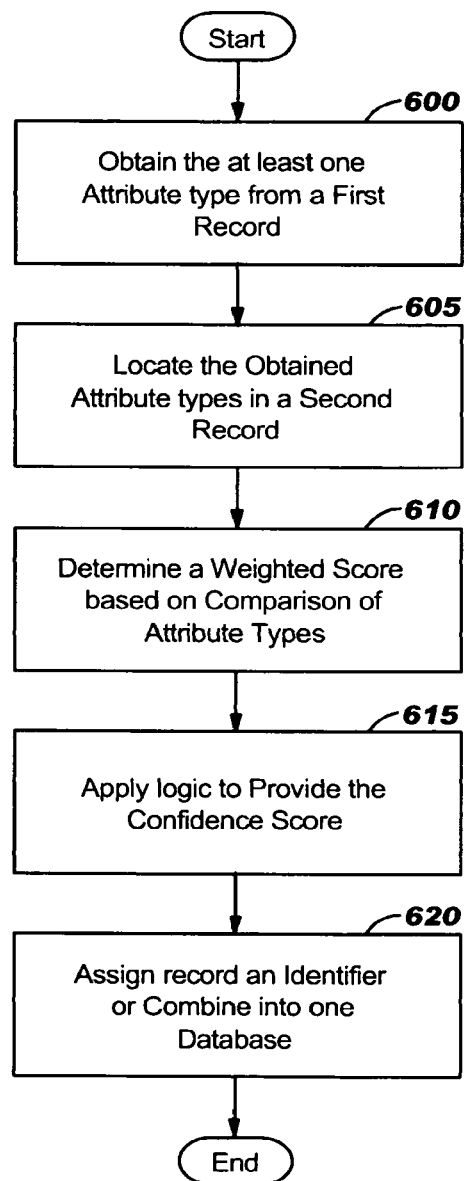 Start
600
Obtain the at least one
Attribute type from a First
Record
605
Locate the Obtained
Attribute types in a Second
Record
610
Determine a Weighted Score
based on Comparison of
Attribute Types
615
Apply logic to Provide the
Confidence Score
620
Assign record an Identifier
or Combine into one
Database
End